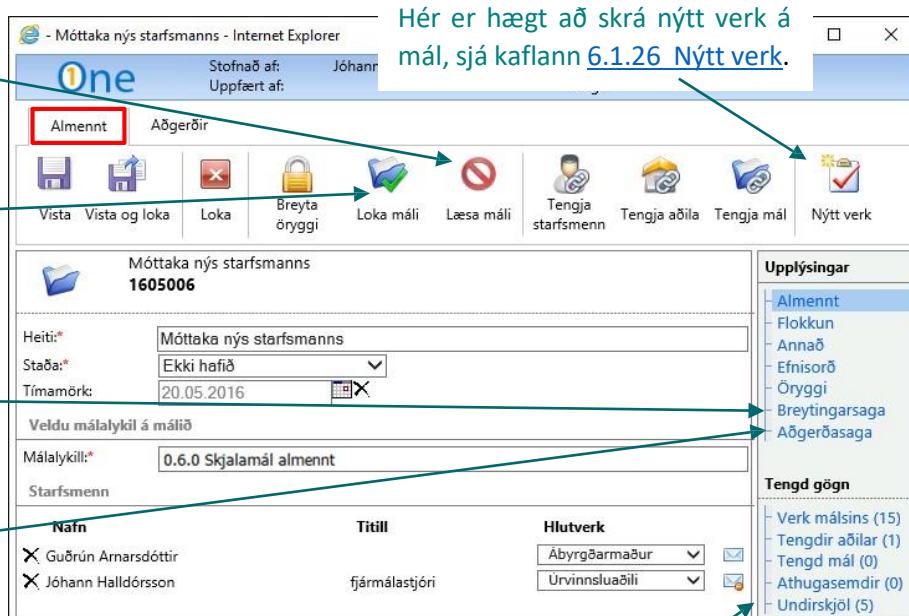 Hér er hægt að skrá nýtt verk á
mál, sjá kaflann 6.1.26 Nýtt verk.
- Móttaka nýs starfsmanns - Internet Explorer
One
Stofnað af:
Uppfært af:
Almennt
Aðgerðir
Vista
Vista og loka
Loka
Breyta
öryggi
Loka máli
Læsa máli
Tengja
starfsmenn
Tengja aðila
Tengja mál
Nýtt verk
Móttaka nýs starfsmanns
1605006
Heiti:* Móttaka nýs starfsmanns
Staða:* Ekki hafið
Tímamörk: 20.05.2016
Veldu málalykil á málið
Málalykill:* 0.6.0 Skjalamál almennt
Starfsmenn
Nafn Titill Hlutverk
Guðrún Arnarsdóttir Ábyrgðarmaður
Jóhann Halldórsson fjármálastjóri Úrvinnsluaðili
Upplýsingar
Almennt
Flokkun
Annað
Efnisorð
Öryggi
Breytingarsaga
Aðgerðasaga
Tengd gögn
Verk málsins (15)
Tengdir aðilar (1)
Tengd mál (0)
Athugasemdir (0)
Undirskjöl (5)